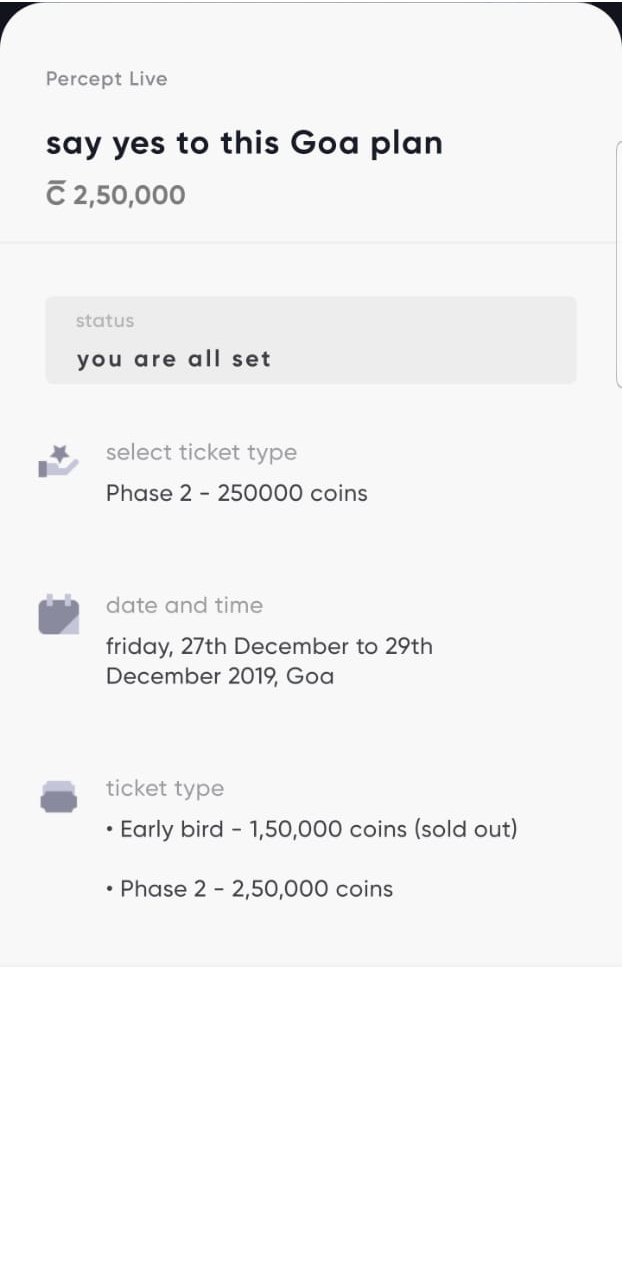 Percept Live
say yes to this Goa plan
C̅ 2,50,000
status
you are all set
select ticket type
Phase 2 - 250000 coins
date and time
friday, 27th December to 29th
December 2019, Goa
ticket type
• Early bird - 1,50,000 coins (sold out)
• Phase 2 - 2,50,000 coins